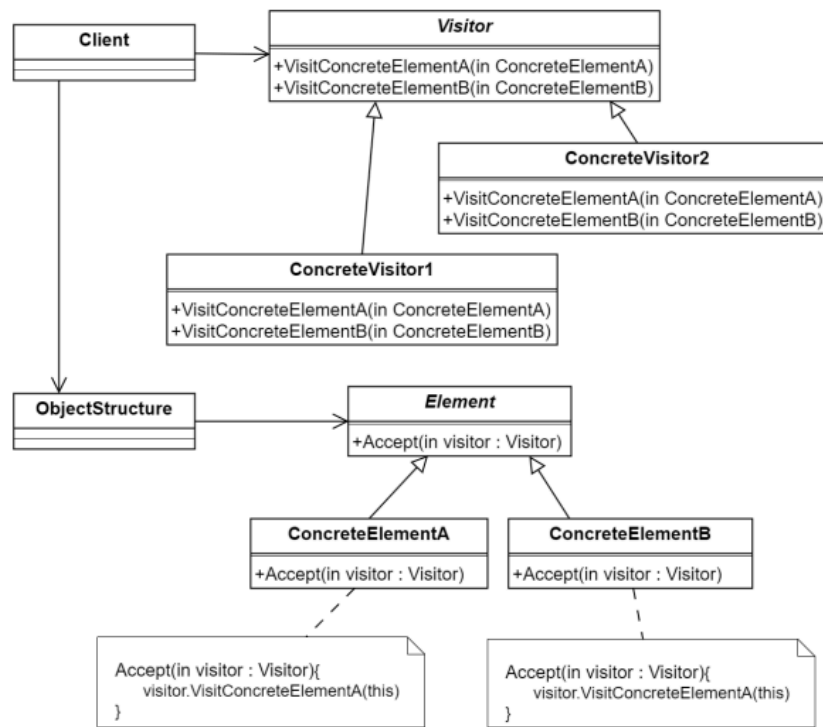 Client
Visitor
+VisitConcreteElementA(in ConcreteElementA)
+VisitConcreteElementB(in ConcreteElementB)
ConcreteVisitor2
+VisitConcreteElementA(in ConcreteElementA)
+VisitConcreteElementB(in ConcreteElementB)
ConcreteVisitor1
+VisitConcreteElementA(in ConcreteElementA)
+VisitConcreteElementB(in ConcreteElementB)
ObjectStructure
Element
+Accept(in visitor : Visitor)
ConcreteElementA
+Accept(in visitor : Visitor)
ConcreteElementB
+Accept(in visitor : Visitor)
Accept(in visitor : Visitor){
visitor.VisitConcreteElementA(this)
}
Accept(in visitor : Visitor){
visitor.VisitConcreteElementA(this)
}